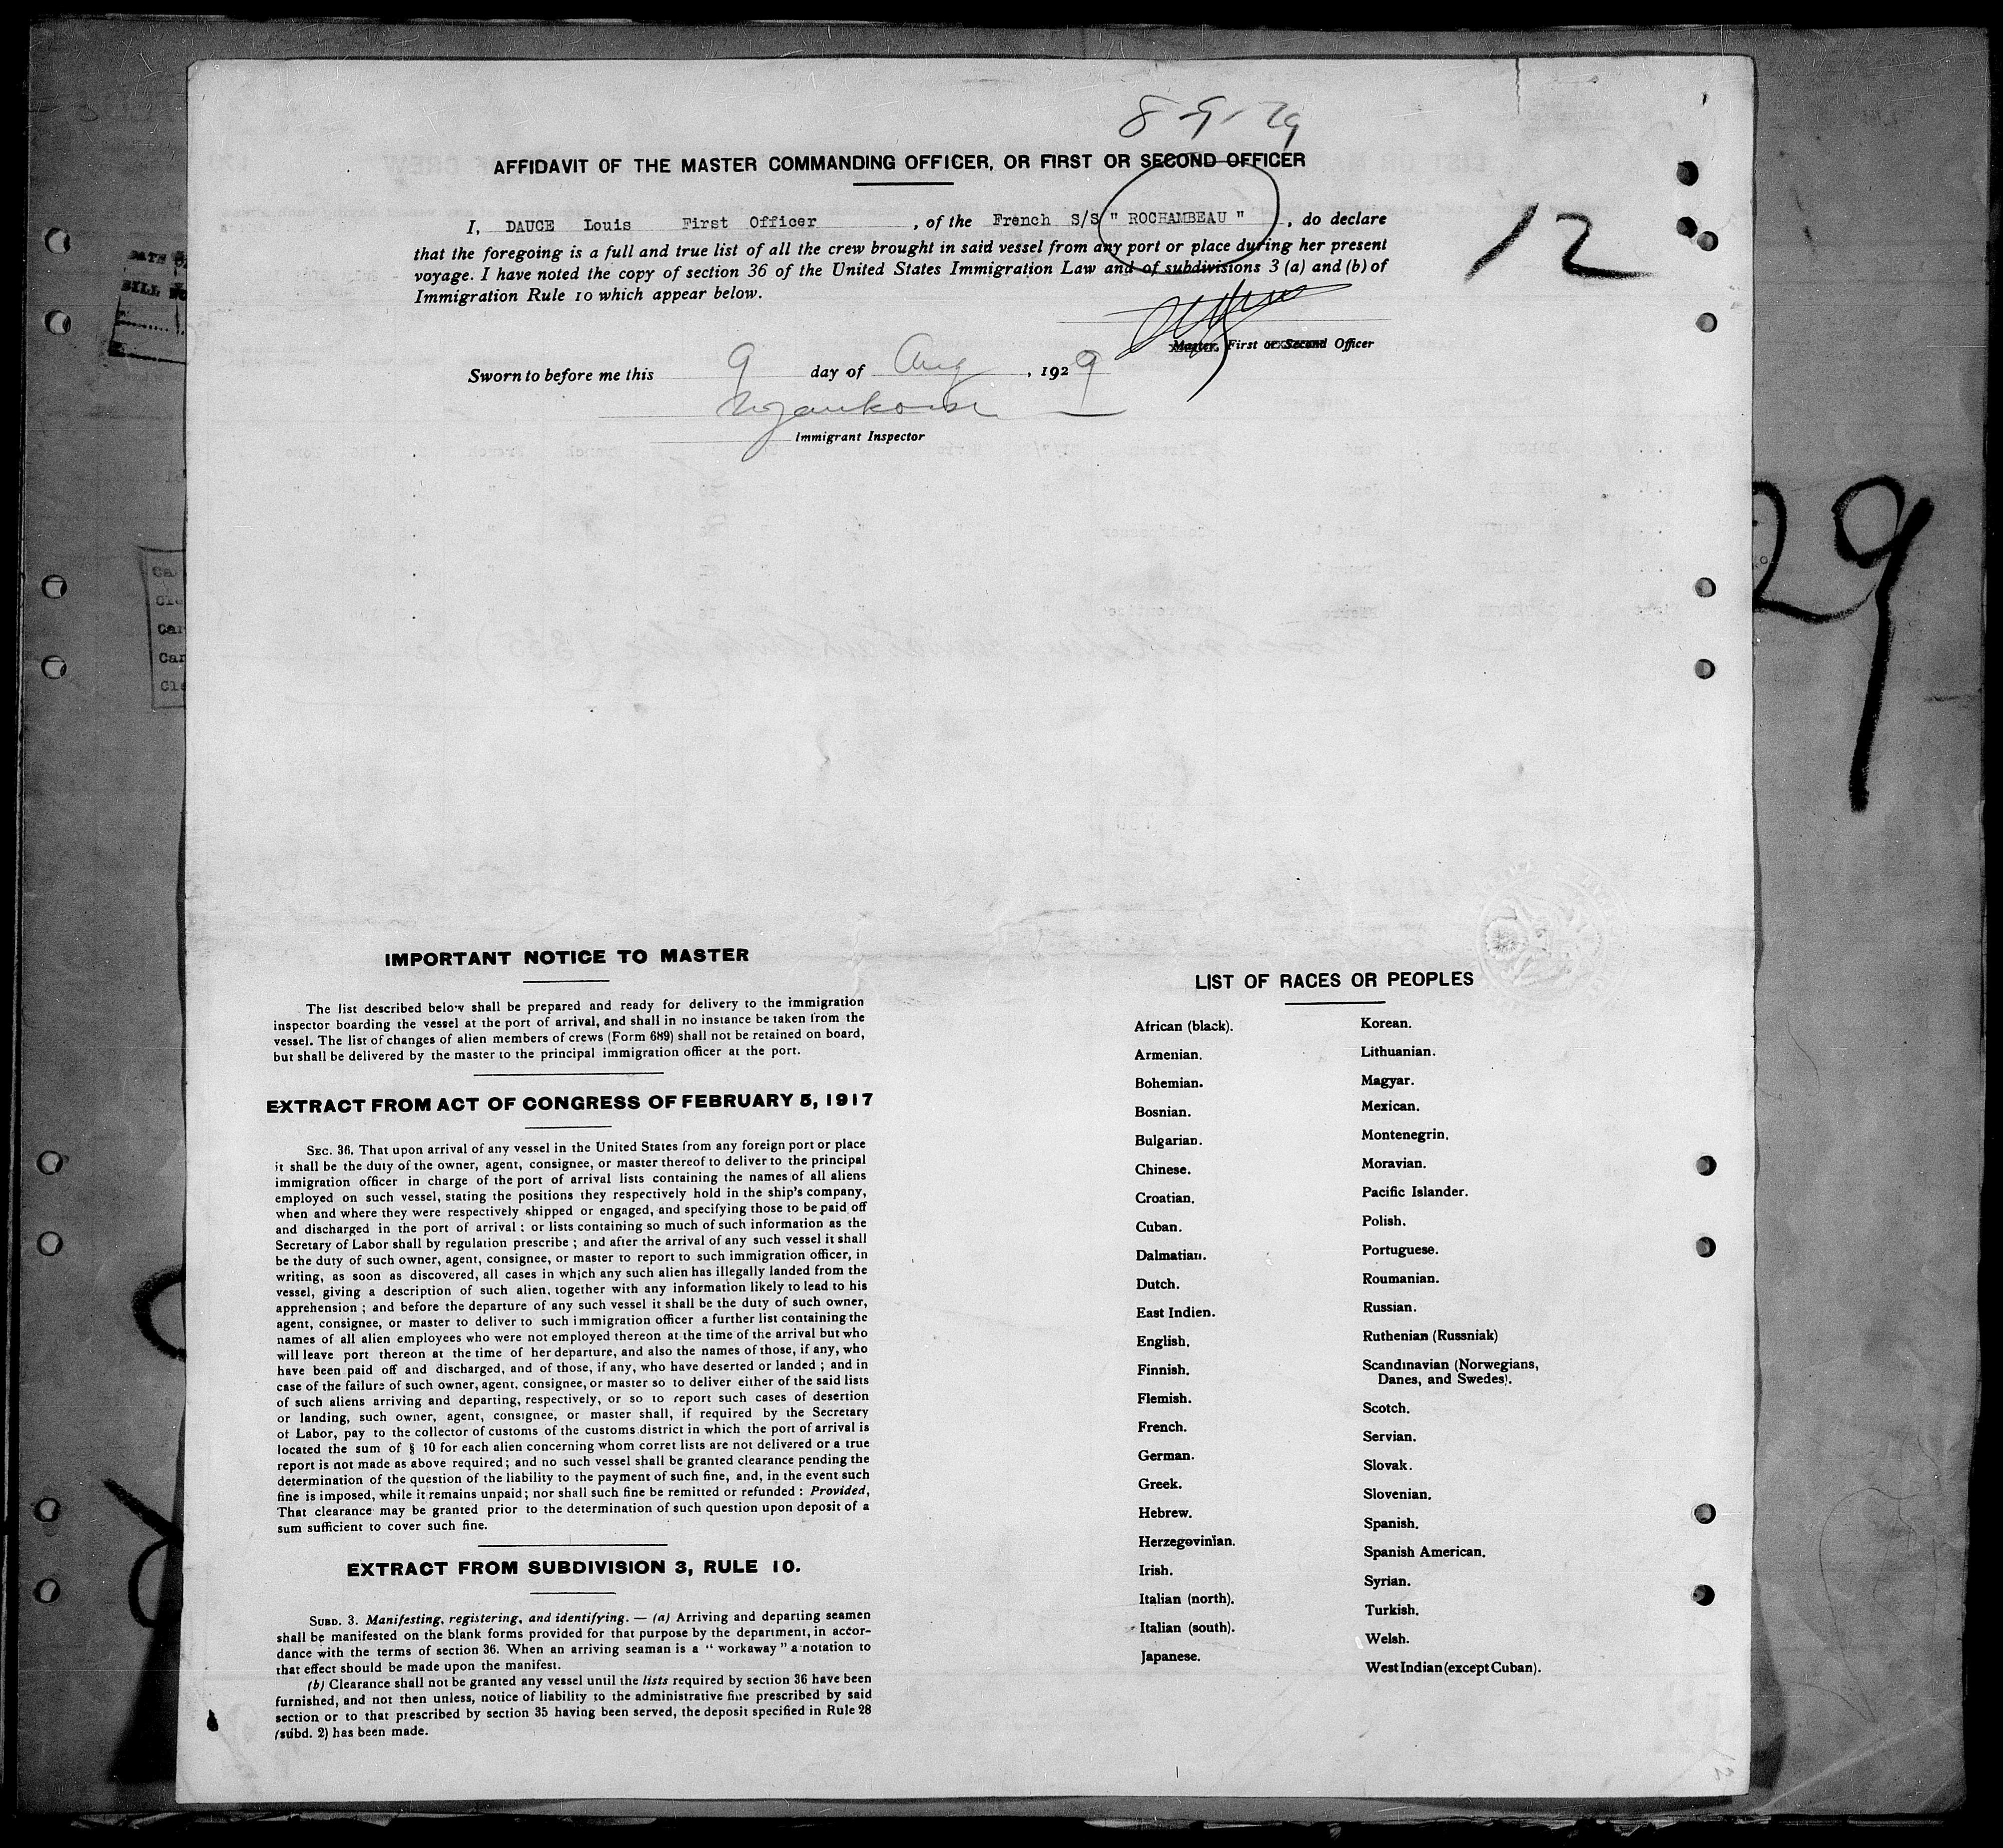 8-9-29
AFFIDAVIT OF THE MASTER COMMANDING OFFICER, OR FIRST OR SECOND OFFICER
I, DAUCE Louis First Officer , of the French S/S " ROCHAMBEAU " , do declare
that the foregoing is a full and true list of all the crew brought in said vessel from any port or place during her present
voyage. I have noted the copy of section 36 of the United States Immigration Law and of subdivisions 3 (a) and (b) of
Immigration Rule 10 which appear below.
12
Master, First or Second Officer
Sworn to before me this 9 day of Aug , 1929
Immigrant Inspector
29
DATE
BILL NO
Ca
Cle
Car
Car
Cle
IMPORTANT NOTICE TO MASTER
The list described below shall be prepared and ready for delivery to the immigration
inspector boarding the vessel at the port of arrival, and shall in no instance be taken from the
vessel. The list of changes of alien members of crews (Form 689) shall not be retained on board,
but shall be delivered by the master to the principal immigration officer at the port.
EXTRACT FROM ACT OF CONGRESS OF FEBRUARY 5, 1917
SEC. 36. That upon arrival of any vessel in the United States from any foreign port or place
it shall be the duty of the owner, agent, consignee, or master thereof to deliver to the principal
immigration officer in charge of the port of arrival lists containing the names of all aliens
employed on such vessel, stating the positions they respectively hold in the ship's company,
when and where they were respectively shipped or engaged, and specifying those to be paid off
and discharged in the port of arrival ; or lists containing so much of such information as the
Secretary of Labor shall by regulation prescribe ; and after the arrival of any such vessel it shall
be the duty of such owner, agent, consignee, or master to report to such immigration officer, in
writing, as soon as discovered, all cases in which any such alien has illegally landed from the
vessel, giving a description of such alien, together with any information likely to lead to his
apprehension ; and before the departure of any such vessel it shall be the duty of such owner,
agent, consignee, or master to deliver to such immigration officer a further list containing the
names of all alien employees who were not employed thereon at the time of the arrival but who
will leave port thereon at the time of her departure, and also the names of those, if any, who
have been paid off and discharged, and of those, if any, who have deserted or landed ; and in
case of the failure of such owner, agent, consignee, or master so to deliver either of the said lists
of such aliens arriving and departing, respectively, or so to report such cases of desertion
or landing, such owner, agent, consignee, or master shall, if required by the Secretary
of Labor, pay to the collector of customs of the customs district in which the port of arrival is
located the sum of § 10 for each alien concerning whom corret lists are not delivered or a true
report is not made as above required ; and no such vessel shall be granted clearance pending the
determination of the question of the liability to the payment of such fine, and, in the event such
fine is imposed, while it remains unpaid ; nor shall such fine be remitted or refunded : Provided,
That clearance may be granted prior to the determination of such question upon deposit of a
sum sufficient to cover such fine.
EXTRACT FROM SUBDIVISION 3, RULE 10.
SUBD. 3. Manifesting, registering, and identifying. — (a) Arriving and departing seamen
shall be manifested on the blank forms provided for that purpose by the department, in accor-
dance with the terms of section 36. When an arriving seaman is a " workaway " a notation to
that effect should be made upon the manifest.
(b) Clearance shall not be granted any vessel until the lists required by section 36 have been
furnished, and not then unless, notice of liability to the administrative fine prescribed by said
section or to that prescribed by section 35 having been served, the deposit specified in Rule 28
(subd. 2) has been made.
LIST OF RACES OR PEOPLES
African (black).
Armenian.
Bohemian.
Bosnian.
Bulgarian.
Chinese.
Croatian.
Cuban.
Dalmatian.
Dutch.
East Indien.
English.
Finnish.
Flemish.
French.
German.
Greek.
Hebrew.
Herzegovinian.
Irish.
Italian (north).
Italian (south).
Japanese.
Korean.
Lithuanian.
Magyar.
Mexican.
Montenegrin.
Moravian.
Pacific Islander.
Polish.
Portuguese.
Roumanian.
Russian.
Ruthenian (Russniak)
Scandinavian (Norwegians,
Danes, and Swedes).
Scotch.
Servian.
Slovak.
Slovenian.
Spanish.
Spanish American.
Syrian.
Turkish.
Welsh.
West Indian (except Cuban).